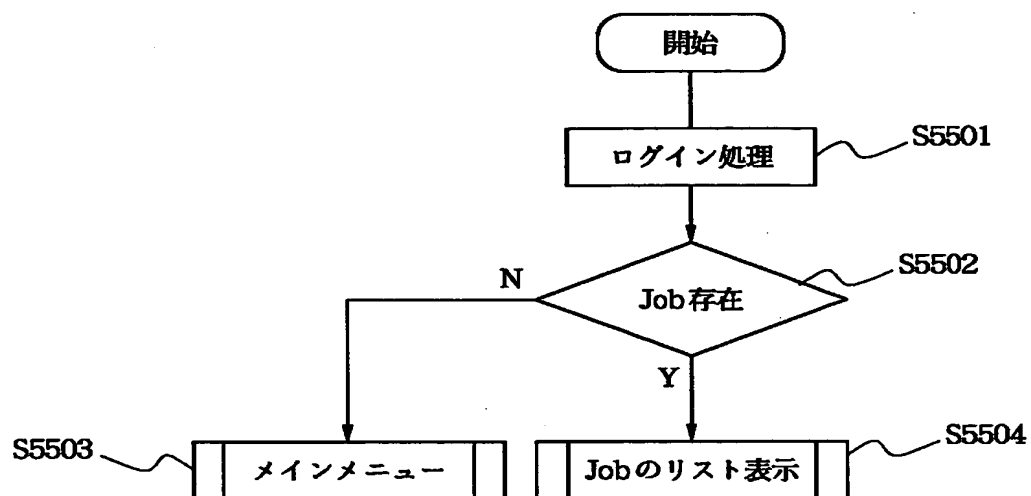 開始
ログイン処理
S5501
Job存在
S5502
N
Y
S5503
メインメニュー
Jobのリスト表示
S5504